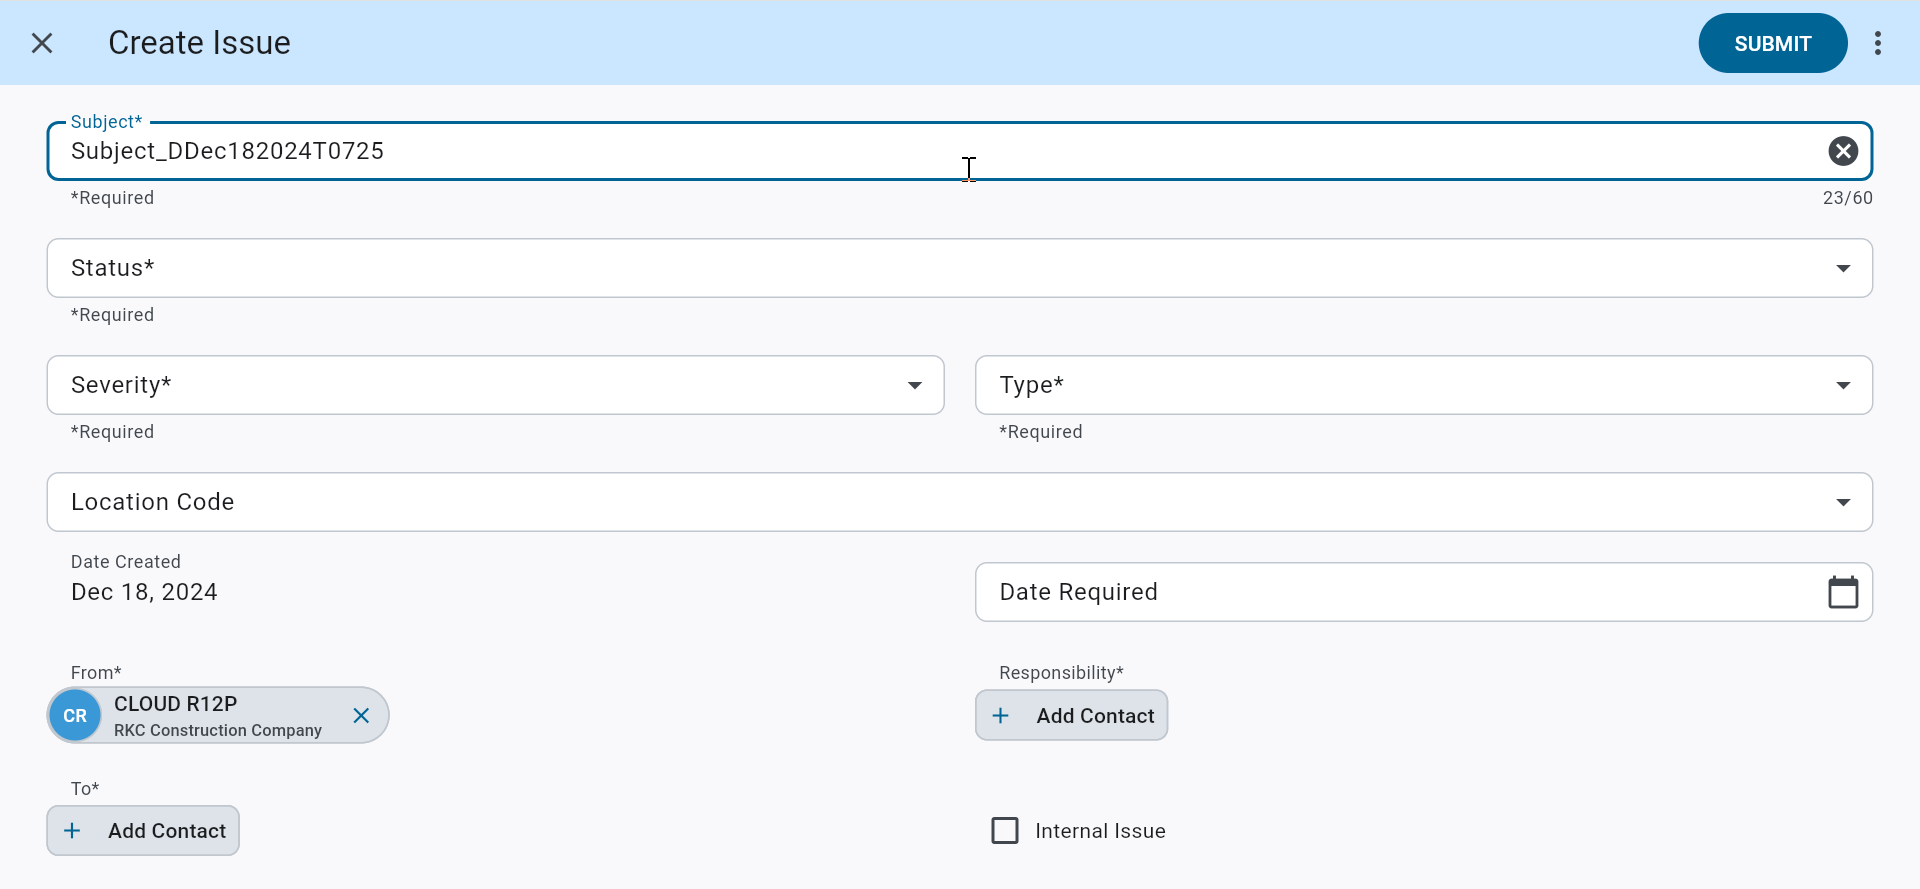 Create Issue
SUBMIT
Subject*
Subject_DDec182024T0725
*Required
23/60
Status*
*Required
Severity*
Type*
*Required
*Required
Location Code
Date Created
Dec 18, 2024
Date Required
From*
Responsibility*
CR
CLOUD R12P
RKC Construction Company
Add Contact
To*
Add Contact
Internal Issue